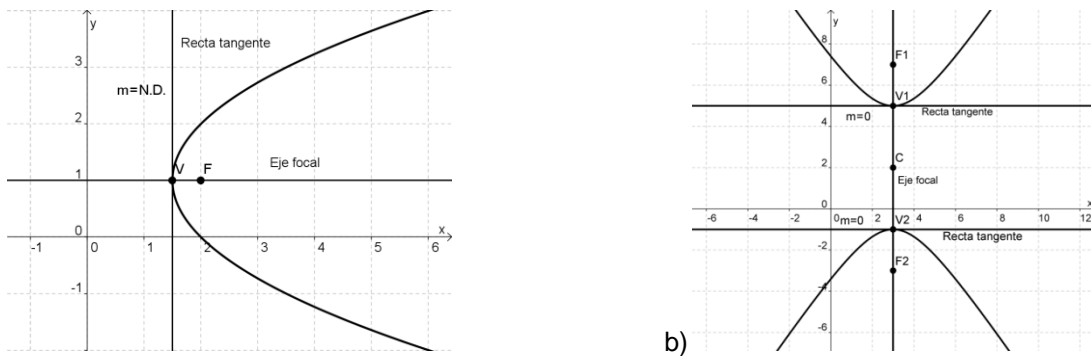 y
3
Recta tangente
m=N.D.
2
Eje focal
V F
1
0
x
-1 0 1 2 3 4 5 6
-1
b)
y
8
F1
6
V1
m=0 Recta tangente
4
C
2
Eje focal
0
x
-6 -4 -2 0 2 4 6 8 10 12
m=0 V2
Recta tangente
-2
F2
-4
-6